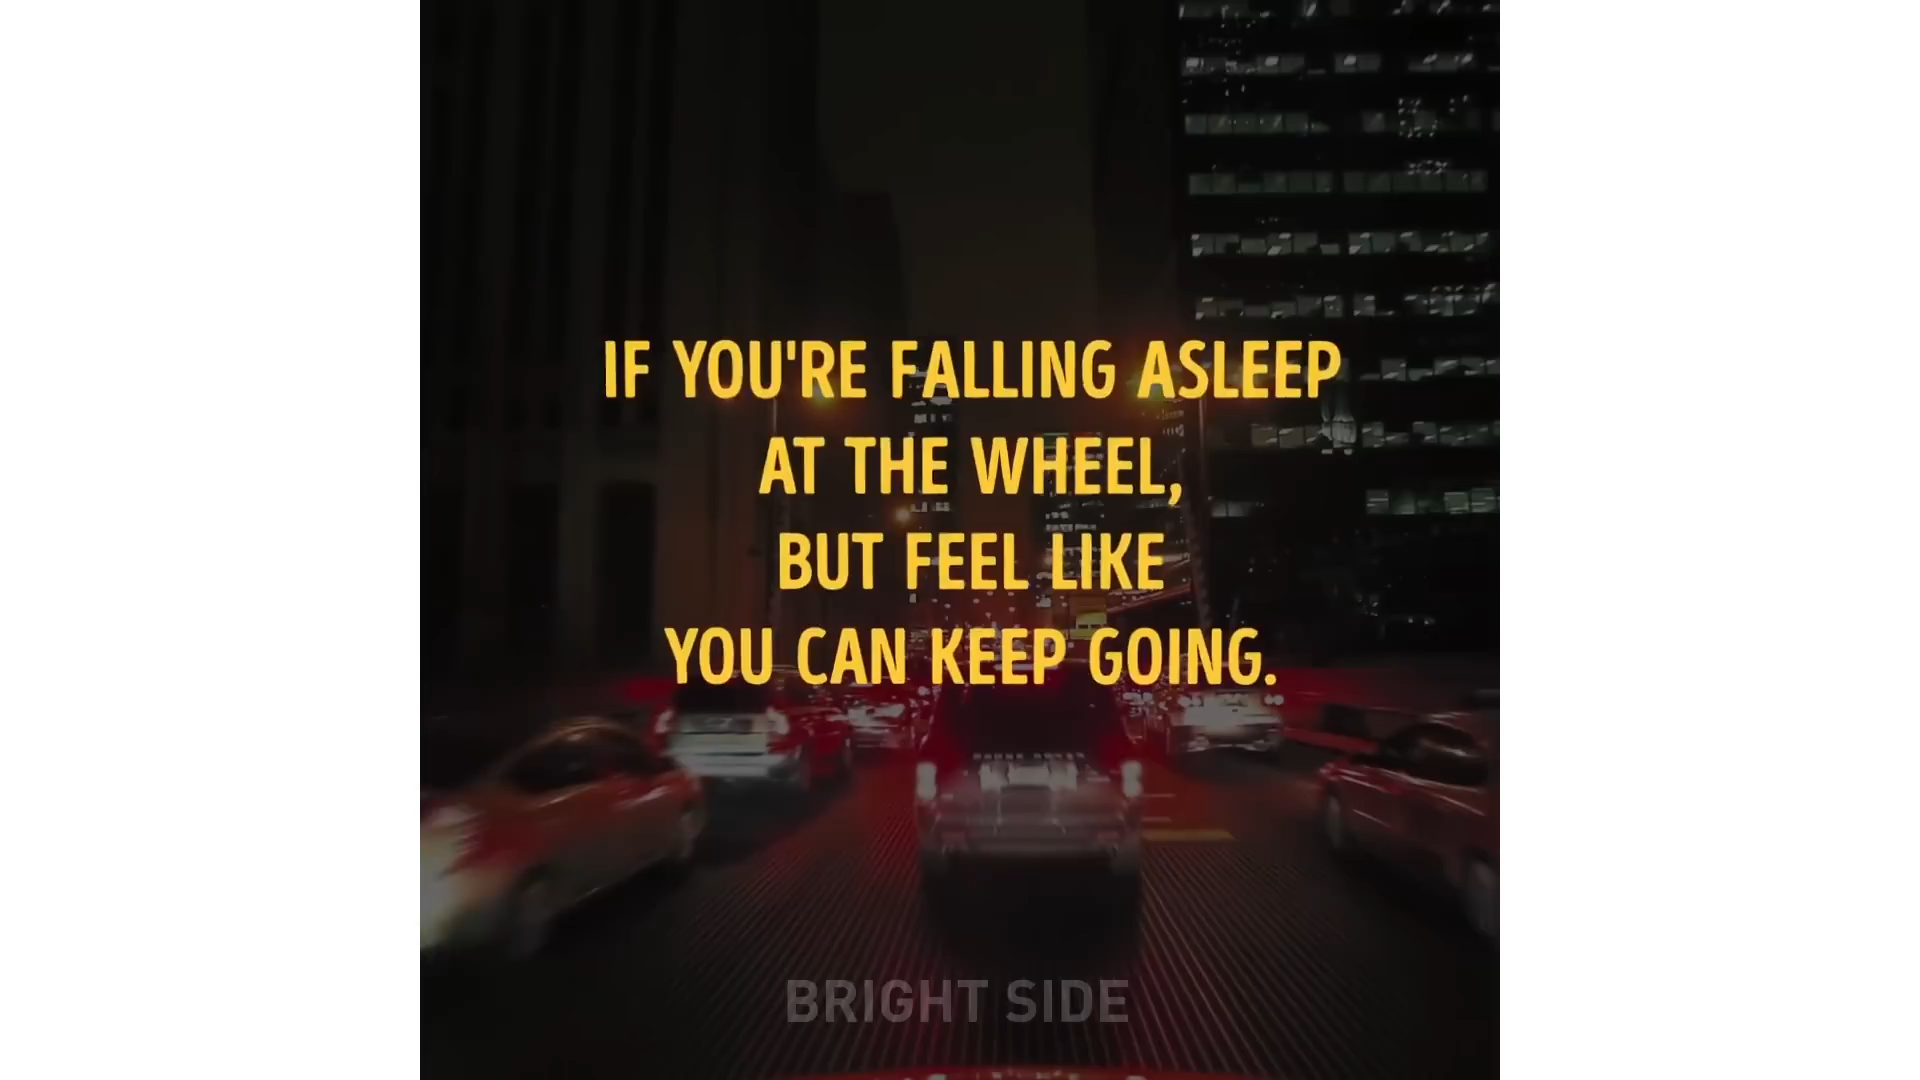 IF YOU'RE FALLING ASLEEP
AT THE WHEEL,
BUT FEEL LIKE
YOU CAN KEEP GOING.
BRIGHT SIDE